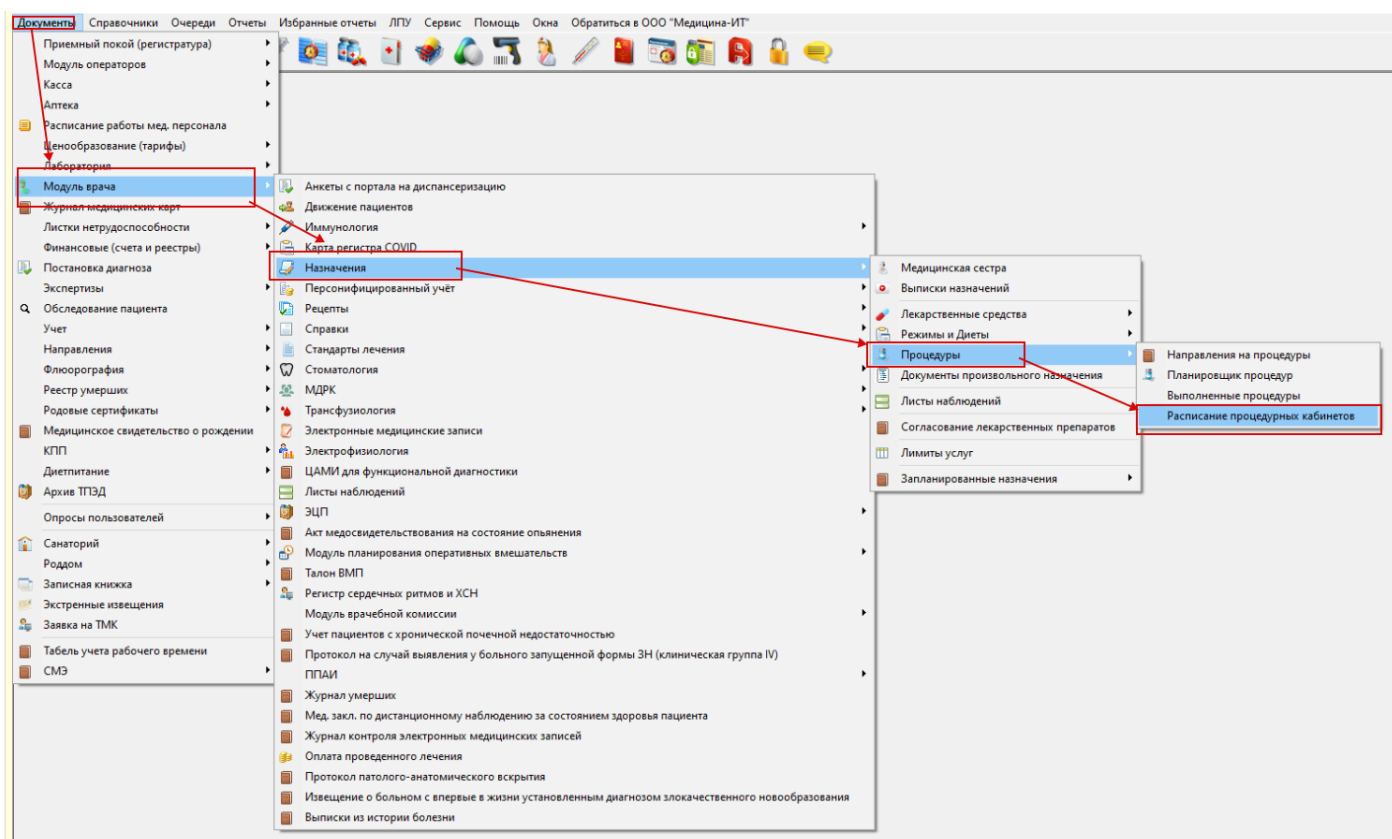 Документы Справочники Очереди Отчеты Избранные отчеты ЛПУ Сервис Помощь Окна Обратиться в ООО "Медицина-ИТ"
Приемный покой (регистратура)
Модуль операторов
Касса
Аптека
Расписание работы мед. персонала
Ценообразование (тарифы)
Лаборатория
Модуль врача
Журнал медицинских карт
Листки нетрудоспособности
Финансовые (счета и реестры)
Постановка диагноза
Экспертизы
Обследование пациента
Учет
Направления
Флюорография
Реестр умерших
Родовые сертификаты
Медицинское свидетельство о рождении
КПП
Диетпитание
Архив ТПЭД
Опросы пользователей
Санаторий
Роддом
Записная книжка
Экстренные извещения
Заявка на ТМК
Табель учета рабочего времени
СМЭ
Анкеты с портала на диспансеризацию
Движение пациентов
Иммунология
Карта регистра COVID
Назначения
Персонифицированный учёт
Рецепты
Справки
Стандарты лечения
Стоматология
МДРК
Трансфузиология
Электронные медицинские записи
Электрофизиология
ЦАМИ для функциональной диагностики
Листы наблюдений
ЭЦП
Акт медосвидетельствования на состояние опьянения
Модуль планирования оперативных вмешательств
Талон ВМП
Регистр сердечных ритмов и ХСН
Модуль врачебной комиссии
Учет пациентов с хронической почечной недостаточностью
Протокол на случай выявления у больного запущенной формы ЗН (клиническая группа IV)
ППАИ
Журнал умерших
Мед. закл. по дистанционному наблюдению за состоянием здоровья пациента
Журнал контроля электронных медицинских записей
Оплата проведенного лечения
Протокол патолого-анатомического вскрытия
Извещение о больном с впервые в жизни установленным диагнозом злокачественного новообразования
Выписки из истории болезни
Медицинская сестра
Выписки назначений
Лекарственные средства
Режимы и Диеты
Процедуры
Документы произвольного назначения
Листы наблюдений
Согласование лекарственных препаратов
Лимиты услуг
Запланированные назначения
Направления на процедуры
Планировщик процедур
Выполненные процедуры
Расписание процедурных кабинетов